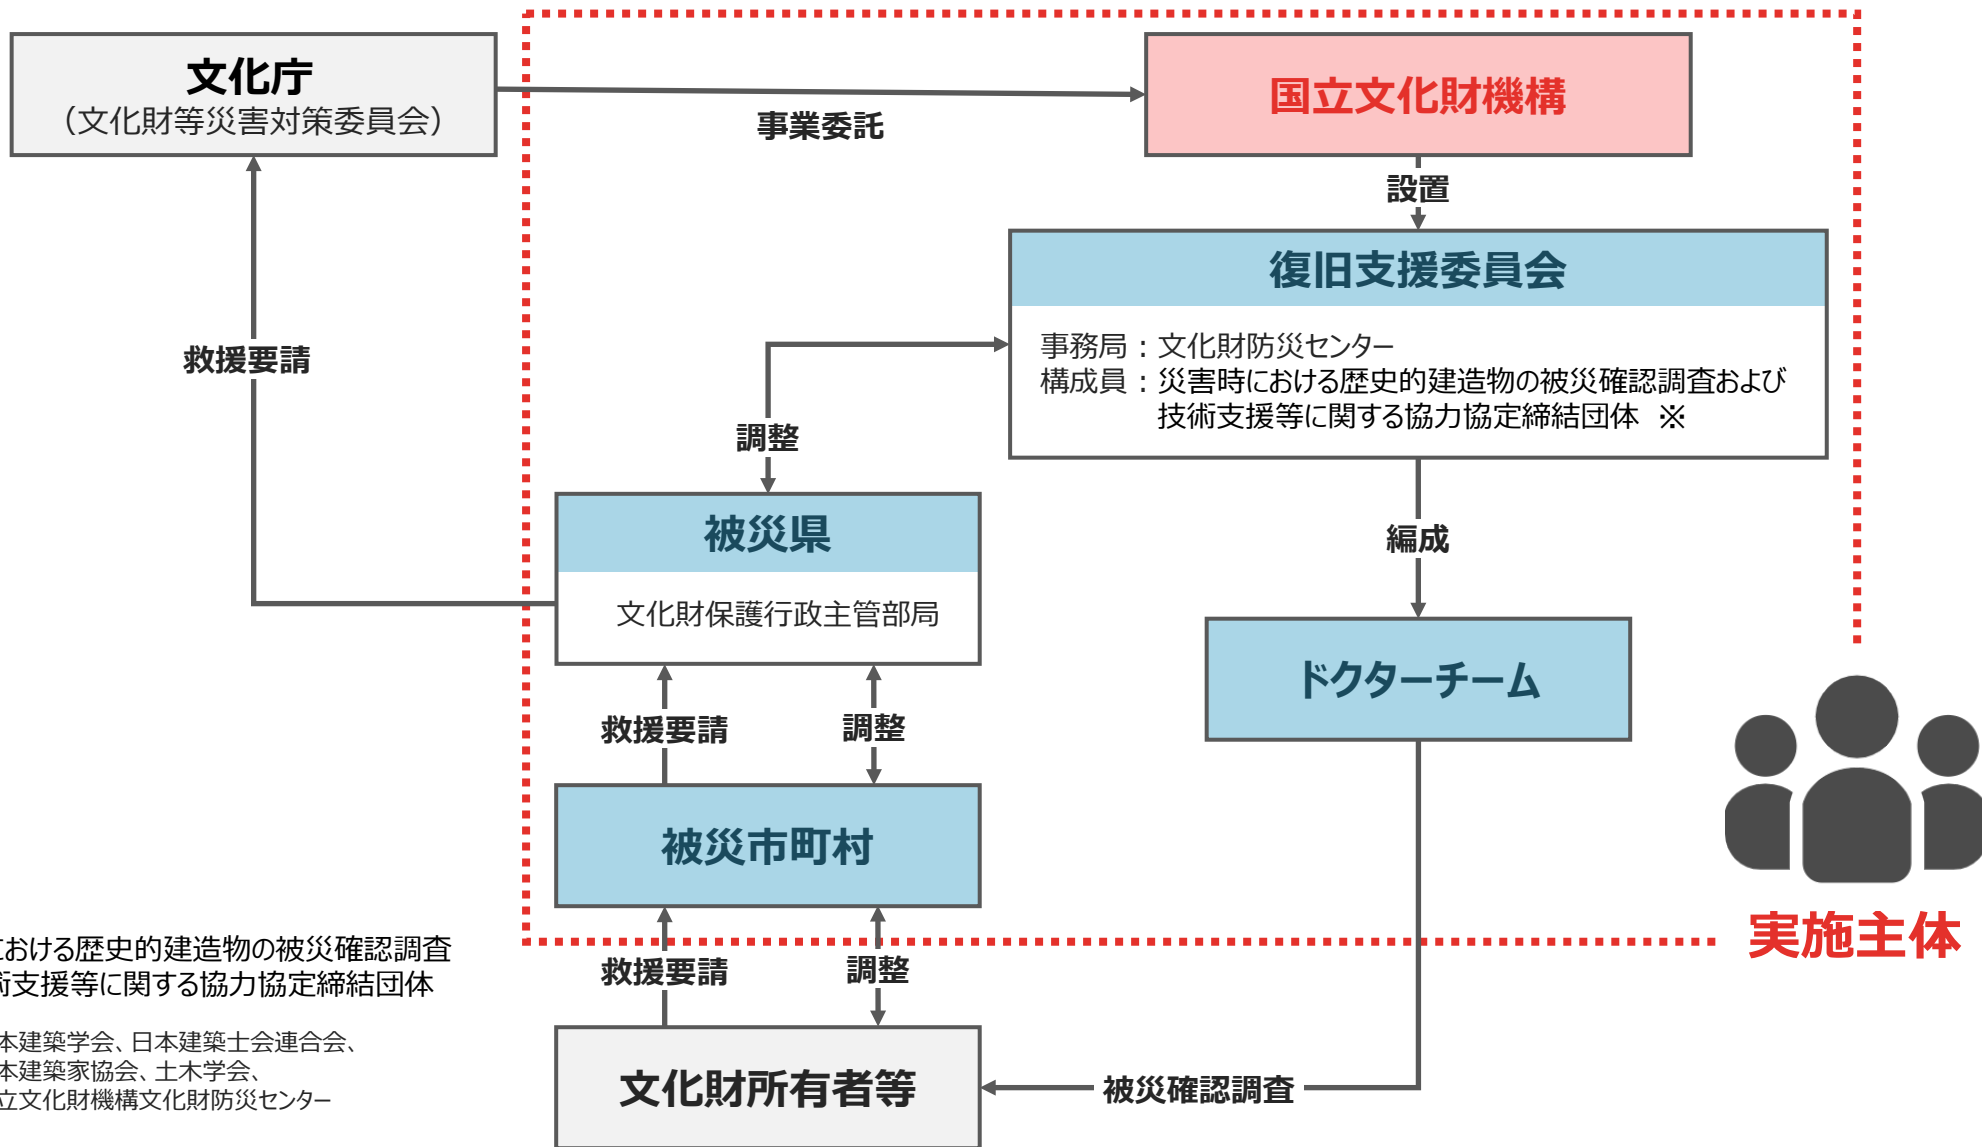 文化庁
（文化財等災害対策委員会）
事業委託
国立文化財機構
設置
復旧支援委員会
事務局：文化財防災センター
構成員：災害時における歴史的建造物の被災確認調査および
技術支援等に関する協力協定締結団体 ※
救援要請
調整
被災県
文化財保護行政主管部局
編成
ドクターチーム
救援要請
調整
被災市町村
実施主体
救援要請
調整
文化財所有者等
被災確認調査
おける歴史的建造物の被災確認調査
術支援等に関する協力協定締結団体
本建築学会、日本建築士会連合会、
本建築家協会、土木学会、
立文化財機構文化財防災センター